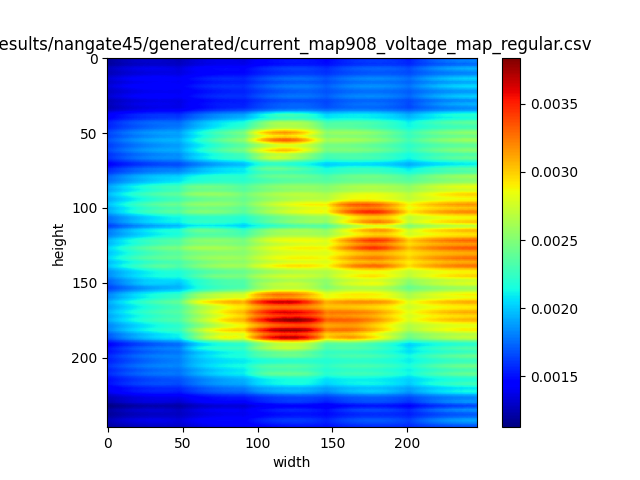 esults/nangate45/generated/current_map908_voltage_map_regular.csv
0
50
100
150
200
height
0 50 100 150 200
width
0.0035
0.0030
0.0025
0.0020
0.0015